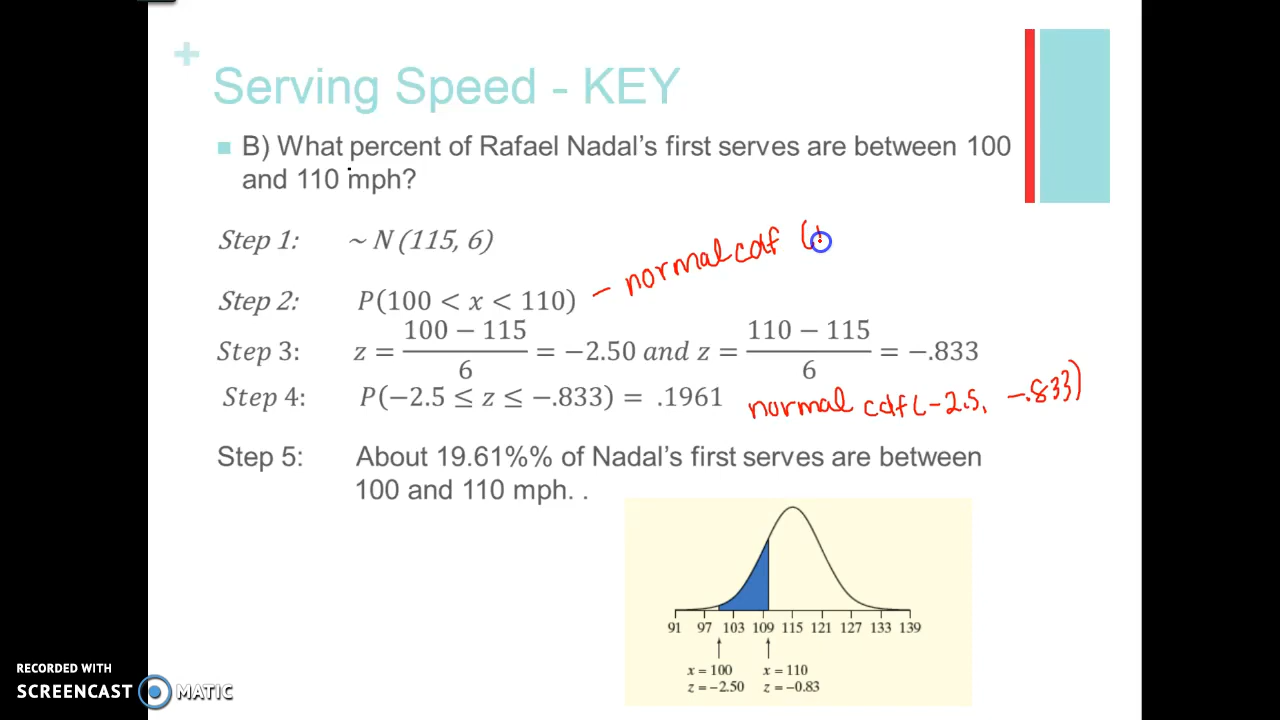 +
Serving Speed - KEY
B) What percent of Rafael Nadal's first serves are between 100
and 110 mph?
Step 1: ~ N (115, 6)
Step 2: P(100 < x < 110) – normalcdf (
Step 3: z = (100 − 115)/6 = −2.50 and z = (110 − 115)/6 = −.833
Step 4: P(−2.5 ≤ z ≤ −.833) = .1961 normal cdf (-2.5, -.833)
Step 5: About 19.61%% of Nadal's first serves are between
100 and 110 mph. .
91 97 103 109 115 121 127 133 139
x = 100 x = 110
z = −2.50 z = −0.83
RECORDED WITH
SCREENCAST MATIC